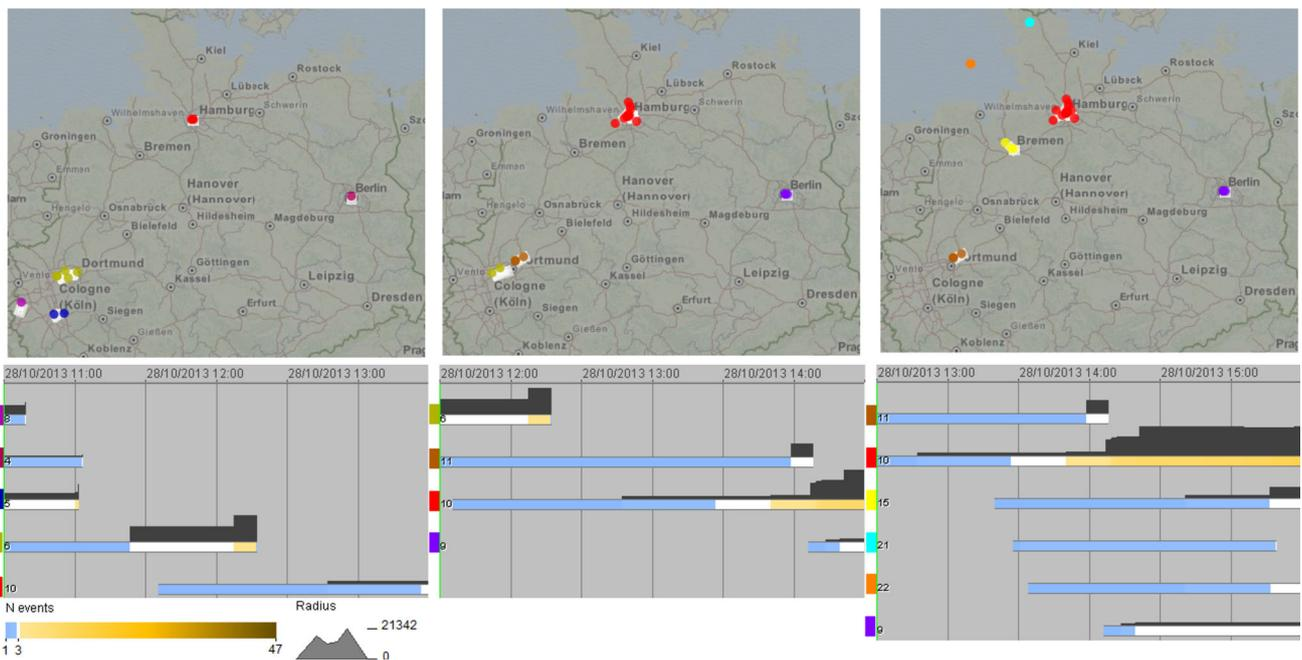 Kiel
Rostock
Lübeck
Wilhelmshaven
Hamburg
Schwerin
Groningen
Bremen
Emmen
Berlin
Hanover
(Hannover)
Hengelo
Osnabrück
Hildesheim
Magdeburg
Bielefeld
Dortmund
Göttingen
Venlo
Kassel
Leipzig
Cologne
(Köln)
Siegen
Erfurt
Dresden
Gießen
Koblenz
Kiel
Rostock
Lübeck
Wilhelmshaven
Hamburg
Schwerin
Groningen
Bremen
Emmen
Berlin
Hanover
(Hannover)
Hengelo
Osnabrück
Hildesheim
Magdeburg
Bielefeld
ortmund
Göttingen
Venlo
Kassel
Leipzig
Cologne
(Köln)
Siegen
Erfurt
Dresden
Gießen
Koblenz
Kiel
Rostock
Lübeck
Wilhelmshaven
Hamburg
Schwerin
Groningen
Bremen
Emmen
Berlin
Hanover
(Hannover)
Hengelo
Osnabrück
Hildesheim
Magdeburg
Bielefeld
ortmund
Göttingen
Venlo
Kassel
Leipzig
Cologne
(Köln)
Siegen
Erfurt
Dresden
Gießen
Koblenz
28/10/2013 11:00 28/10/2013 12:00 28/10/2013 13:00
8
4
5
6
10
28/10/2013 12:00 28/10/2013 13:00 28/10/2013 14:00
6
11
10
9
28/10/2013 13:00 28/10/2013 14:00 28/10/2013 15:00
11
10
15
21
22
9
N events
1 3 47
Radius
21342
0